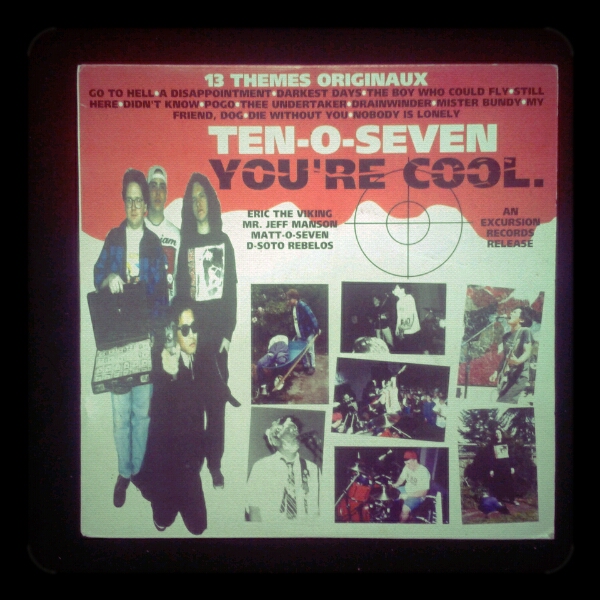 13 THEMES ORIGINAUX
GO TO HELL•A DISAPPOINTMENT•DARKEST DAYS•THE BOY WHO COULD FLY•STILL
HERE•DIDN'T KNOW•POGO•THEE UNDERTAKER•DRAINWINDER•MISTER BUNDY•MY
FRIEND, DOG•DIE WITHOUT YOU•NOBODY IS LONELY
TEN-O-SEVEN
YOU'RE COOL.
ERIC THE VIKING
MR. JEFF MANSON
MATT-O-SEVEN
D-SOTO REBELOS
AN
EXCURSION
RECORDS
RELEASE